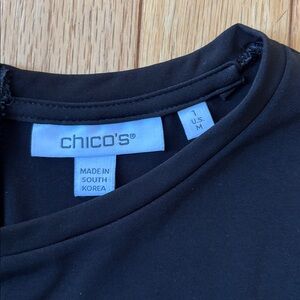 chico's®
1
U.S.
M
MADE IN
SOUTH
KOREA